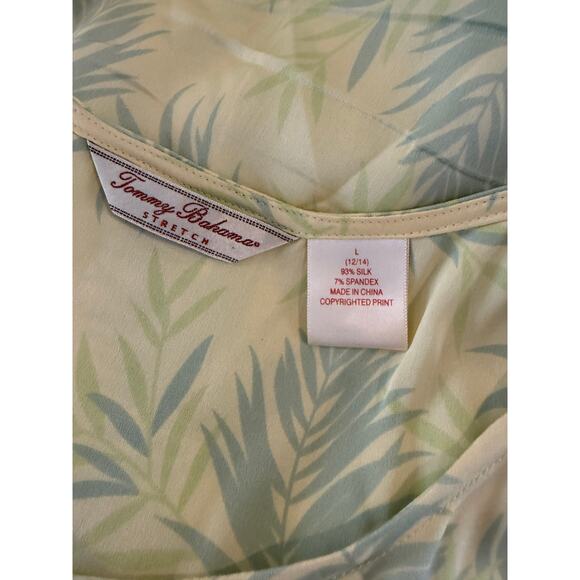 Tommy Bahama®
STRETCH
L
(12/14)
93% SILK
7% SPANDEX
MADE IN CHINA
COPYRIGHTED PRINT